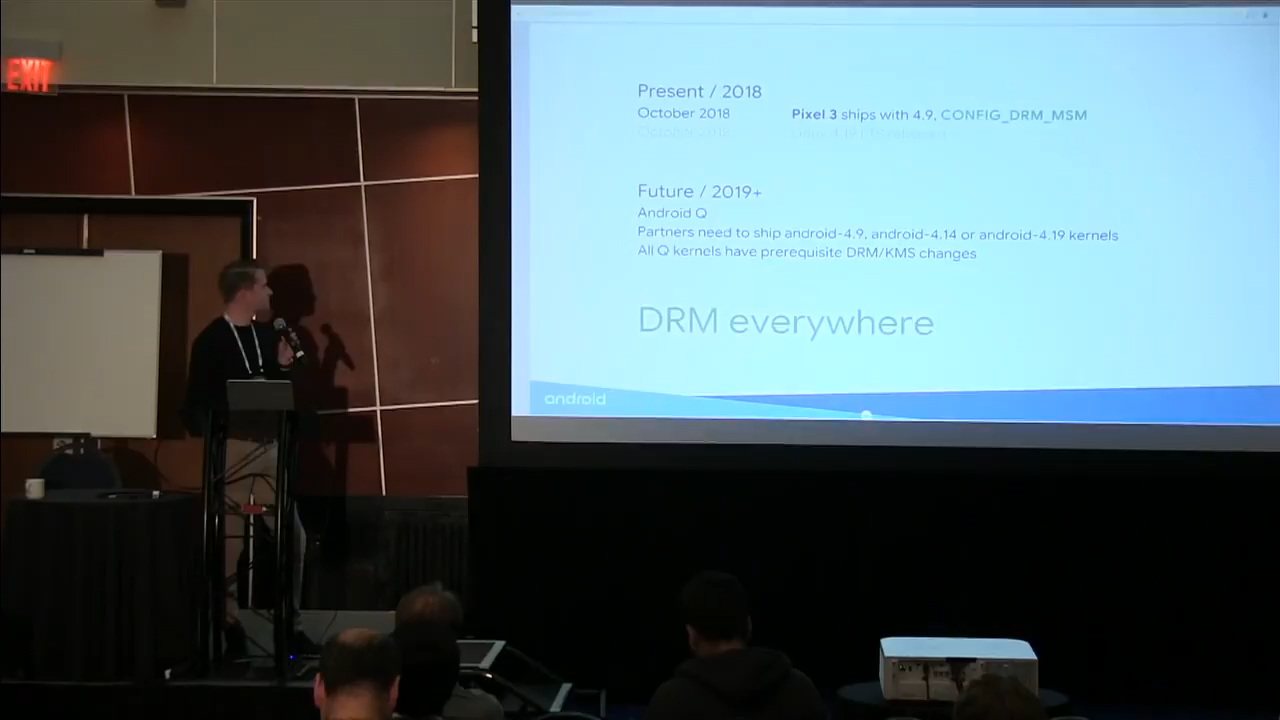 EXIT
Present / 2018
October 2018 Pixel 3 ships with 4.9, CONFIG_DRM_MSM
October 2018
Future / 2019+
Android Q
Partners need to ship android-4.9, android-4.14 or android-4.19 kernels
All Q kernels have prerequisite DRM/KMS changes
DRM everywhere
android